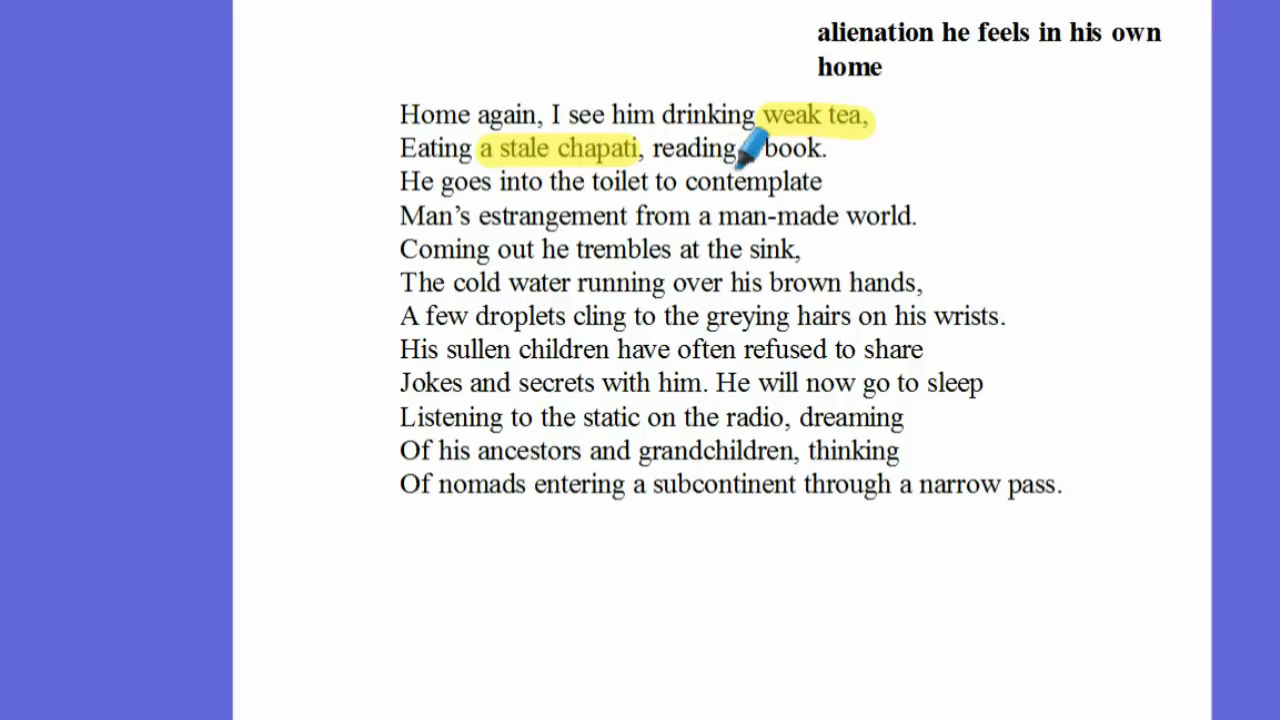 alienation he feels in his own
home
Home again, I see him drinking weak tea,
Eating a stale chapati, reading book.
He goes into the toilet to contemplate
Man’s estrangement from a man-made world.
Coming out he trembles at the sink,
The cold water running over his brown hands,
A few droplets cling to the greying hairs on his wrists.
His sullen children have often refused to share
Jokes and secrets with him. He will now go to sleep
Listening to the static on the radio, dreaming
Of his ancestors and grandchildren, thinking
Of nomads entering a subcontinent through a narrow pass.